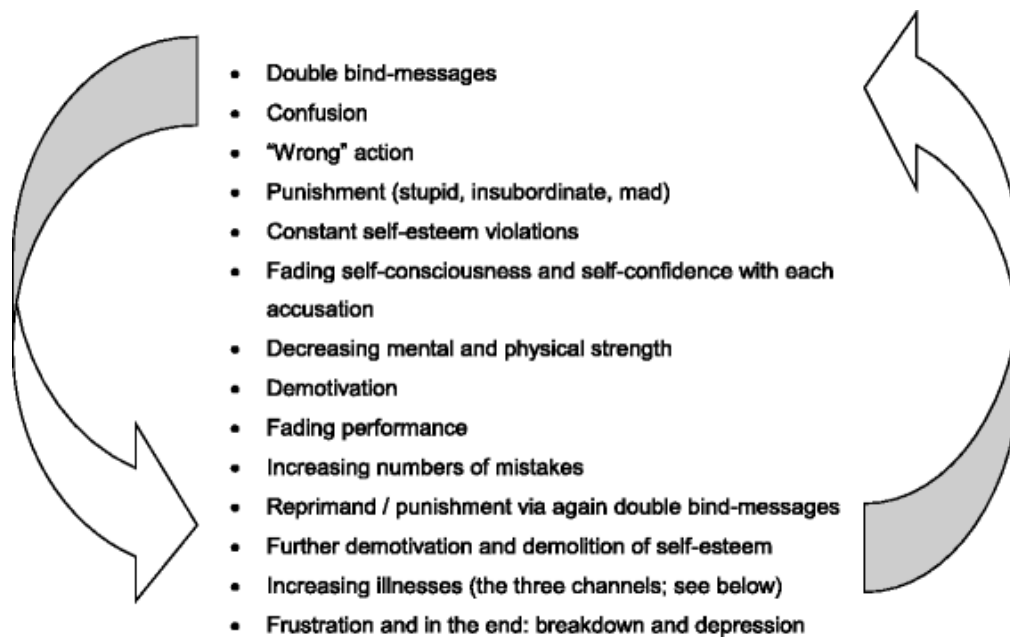 • Double bind-messages
• Confusion
• “Wrong” action
• Punishment (stupid, insubordinate, mad)
• Constant self-esteem violations
• Fading self-consciousness and self-confidence with each
accusation
• Decreasing mental and physical strength
• Demotivation
• Fading performance
• Increasing numbers of mistakes
• Reprimand / punishment via again double bind-messages
• Further demotivation and demolition of self-esteem
• Increasing illnesses (the three channels; see below)
• Frustration and in the end: breakdown and depression